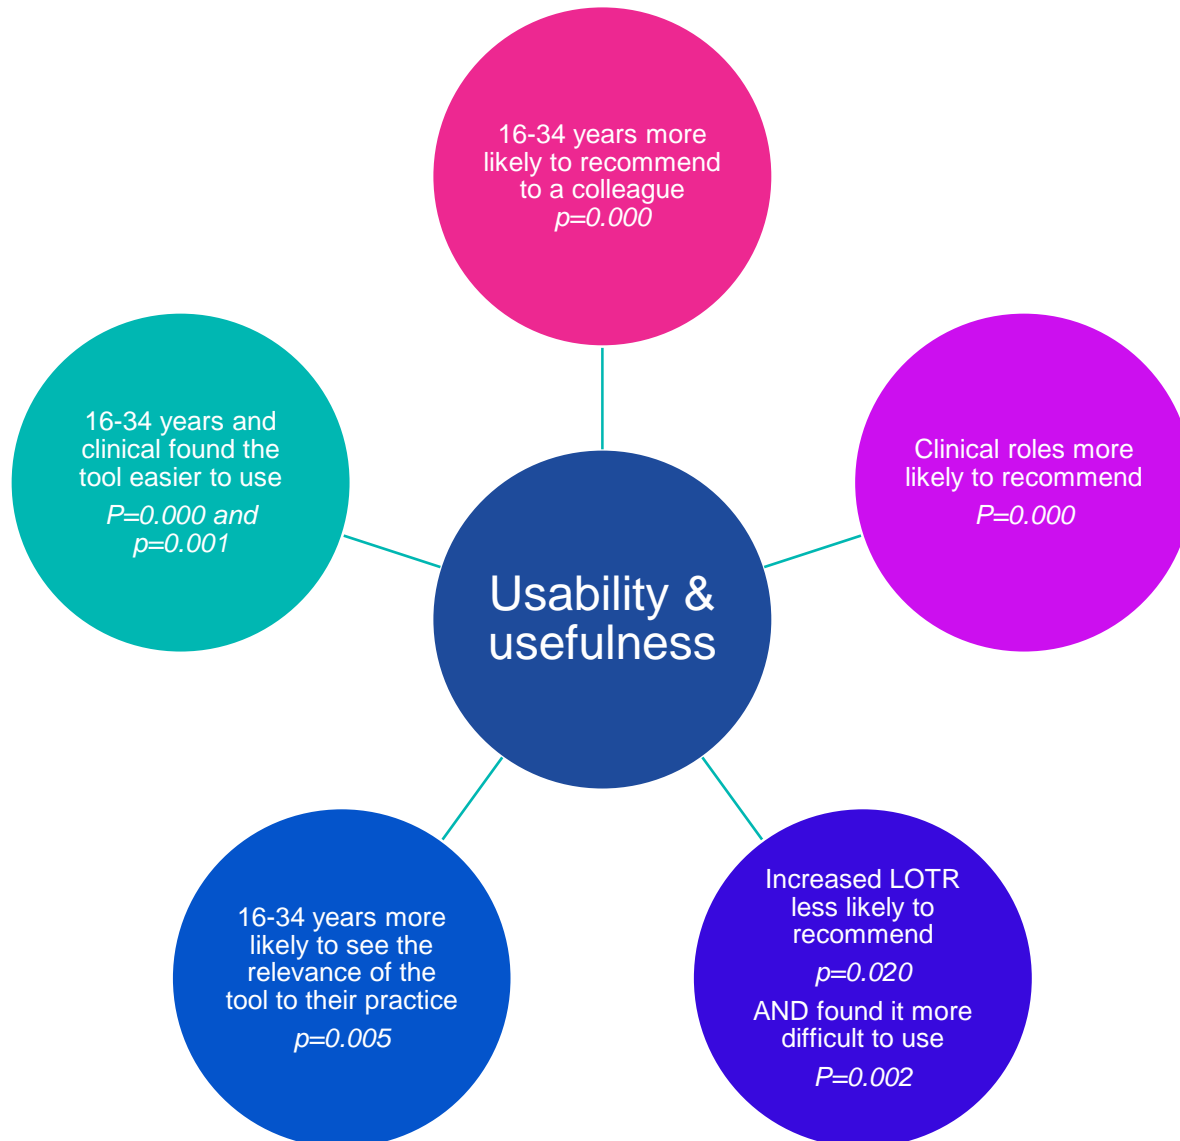 16-34 years more
likely to recommend
to a colleague
p=0.000
16-34 years and
clinical found the
tool easier to use
P=0.000 and
p=0.001
Clinical roles more
likely to recommend
P=0.000
Usability &
usefulness
16-34 years more
likely to see the
relevance of the
tool to their practice
p=0.005
Increased LOTR
less likely to
recommend
p=0.020
AND found it more
difficult to use
P=0.002